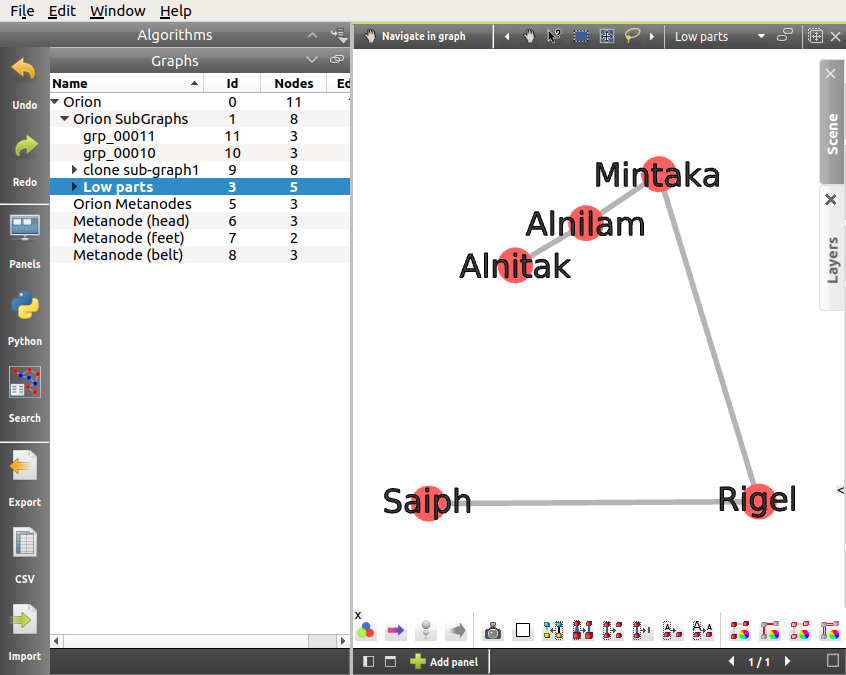 File Edit Window Help
Algorithms
Graphs
Name Id Nodes Ed
Orion 0 11
Orion SubGraphs 1 8
grp_00011 11 3
grp_00010 10 3
clone sub-graph1 9 8
Low parts 3 5
Orion Metanodes 5 3
Metanode (head) 6 3
Metanode (feet) 7 2
Metanode (belt) 8 3
Undo
Redo
Panels
Python
Search
Export
CSV
Import
Navigate in graph
Low parts
Scene
Layers
Mintaka
Alnilam
Alnitak
Saiph
Rigel
<
x
Add panel
1 / 1